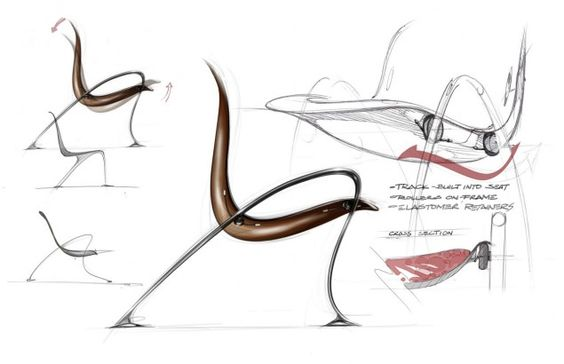 -TRACK BUILT INTO SEAT
-ROLLERS ON FRAME
-ELASTOMER RETAINERS
CROSS SECTION